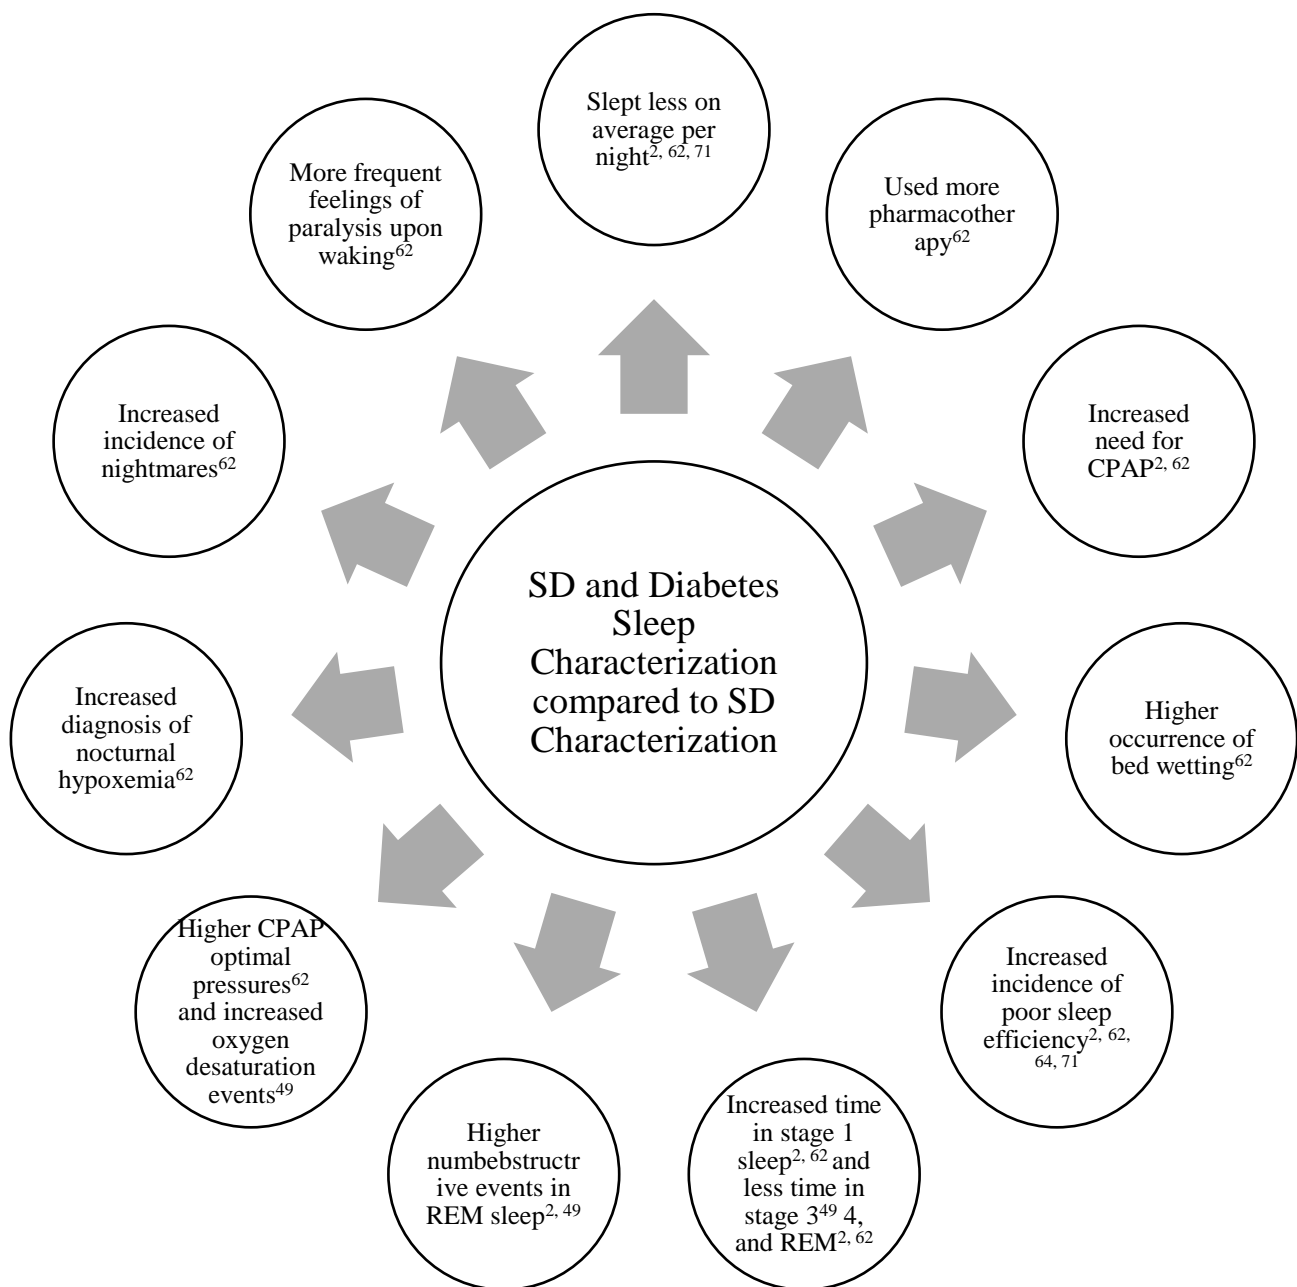 Slept less on
average per
night2, 62, 71
Used more
pharmacother
apy62
Increased
need for
CPAP2, 62
Higher
occurrence of
bed wetting62
Increased
incidence of
poor sleep
efficiency2, 62,
64, 71
Increased time
in stage 1
sleep2, 62 and
less time in
stage 349 4,
and REM2, 62
Higher
numbebstructr
ive events in
REM sleep2, 49
Higher CPAP
optimal
pressures62
and increased
oxygen
desaturation
events49
Increased
diagnosis of
nocturnal
hypoxemia62
Increased
incidence of
nightmares62
More frequent
feelings of
paralysis upon
waking62
SD and Diabetes
Sleep
Characterization
compared to SD
Characterization